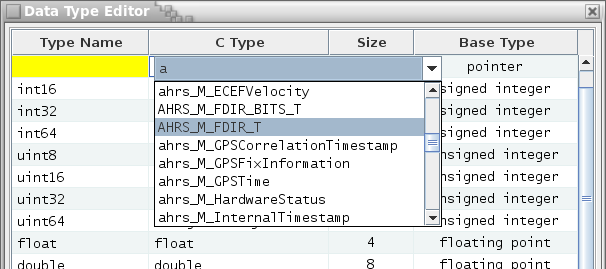 Data Type Editor
Type Name C Type Size Base Type
a pointer
int16 ahrs_M_ECEFVelocity signed integer
int32 AHRS_M_FDIR_BITS_T signed integer
int64 AHRS_M_FDIR_T signed integer
uint8 ahrs_M_GPSCorrelationTimestamp nsigned integer
uint16 ahrs_M_GPSFixInformation nsigned integer
uint32 ahrs_M_GPSTime nsigned integer
ahrs_M_HardwareStatus
uint64 ahrs_M_InternalTimestamp nsigned integer
float float 4 floating point
double double 8 floating point